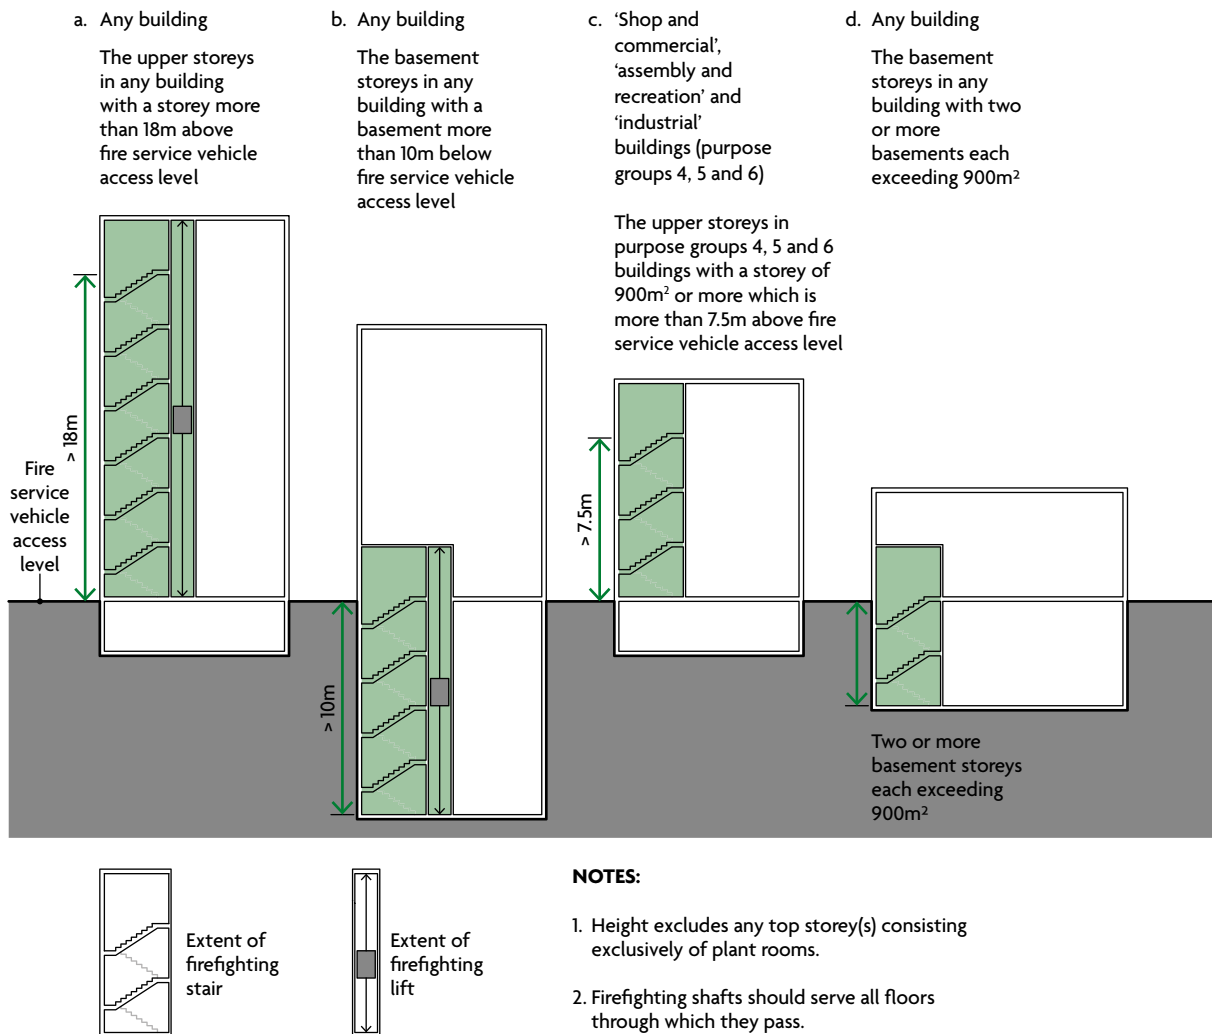 a. Any building
The upper storeys
in any building
with a storey more
than 18m above
fire service vehicle
access level
b. Any building
The basement
storeys in any
building with a
basement more
than 10m below
fire service vehicle
access level
c. ‘Shop and
commercial’,
‘assembly and
recreation’ and
‘industrial’
buildings (purpose
groups 4, 5 and 6)
The upper storeys in
purpose groups 4, 5 and 6
buildings with a storey of
900m² or more which is
more than 7.5m above fire
service vehicle access level
d. Any building
The basement
storeys in any
building with two
or more
basements each
exceeding 900m²
> 18m
Fire
service
vehicle
access
level
> 10m
> 7.5m
Two or more
basement storeys
each exceeding
900m²
Extent of
firefighting
stair
Extent of
firefighting
lift
NOTES:
1. Height excludes any top storey(s) consisting
exclusively of plant rooms.
2. Firefighting shafts should serve all floors
through which they pass.